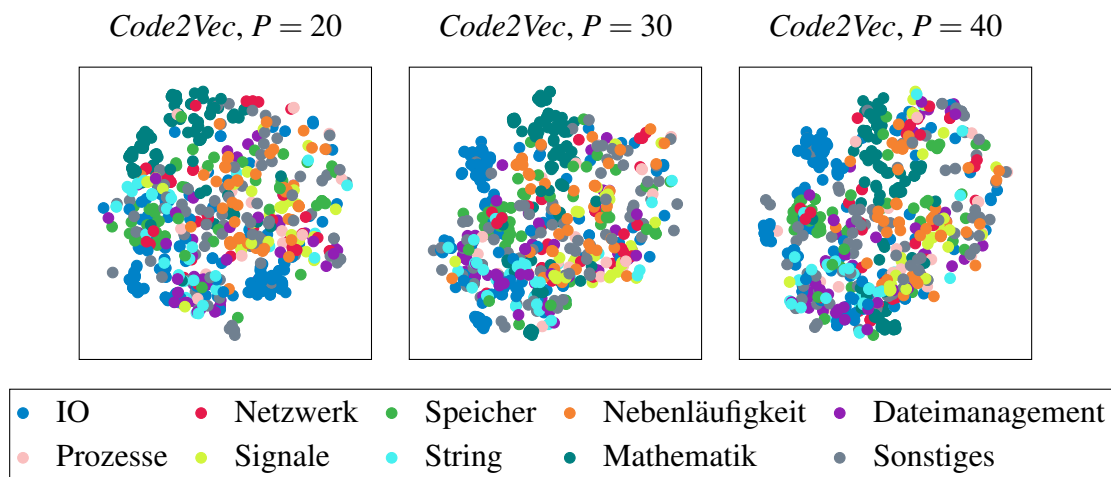 Code2Vec, P = 20 Code2Vec, P = 30 Code2Vec, P = 40
IO Netzwerk Speicher Nebenläufigkeit Dateimanagement
Prozesse Signale String Mathematik Sonstiges